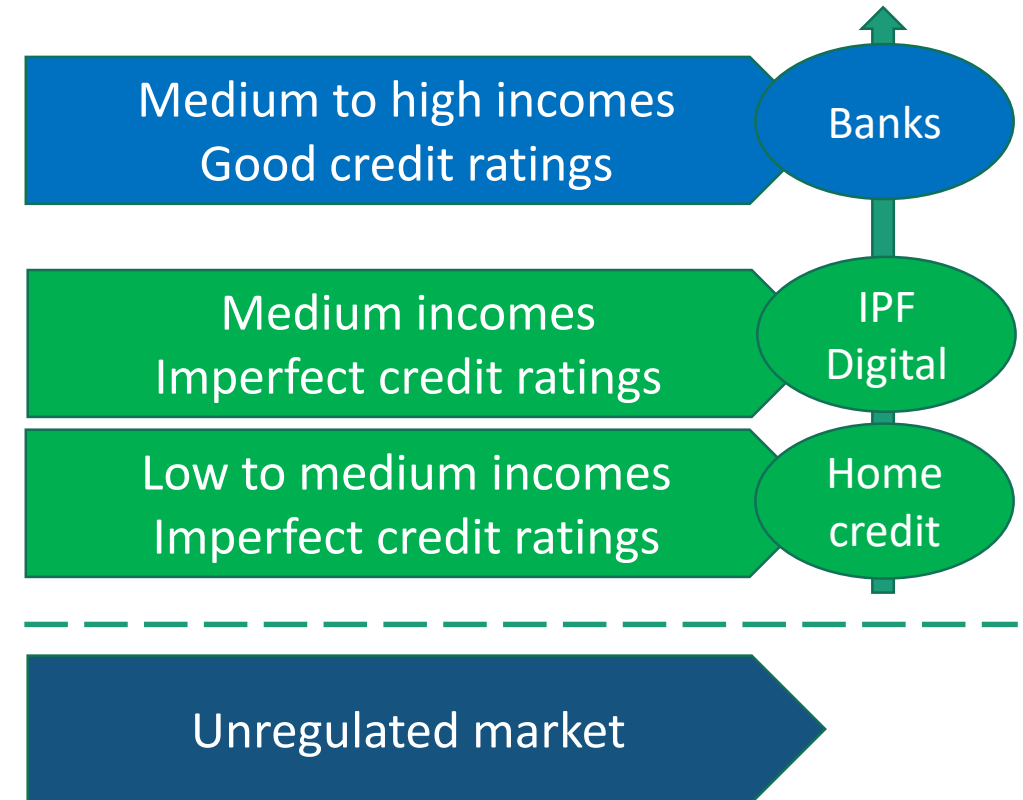 Medium to high incomes
Good credit ratings
Banks
Medium incomes
Imperfect credit ratings
IPF
Digital
Low to medium incomes
Imperfect credit ratings
Home
credit
Unregulated market